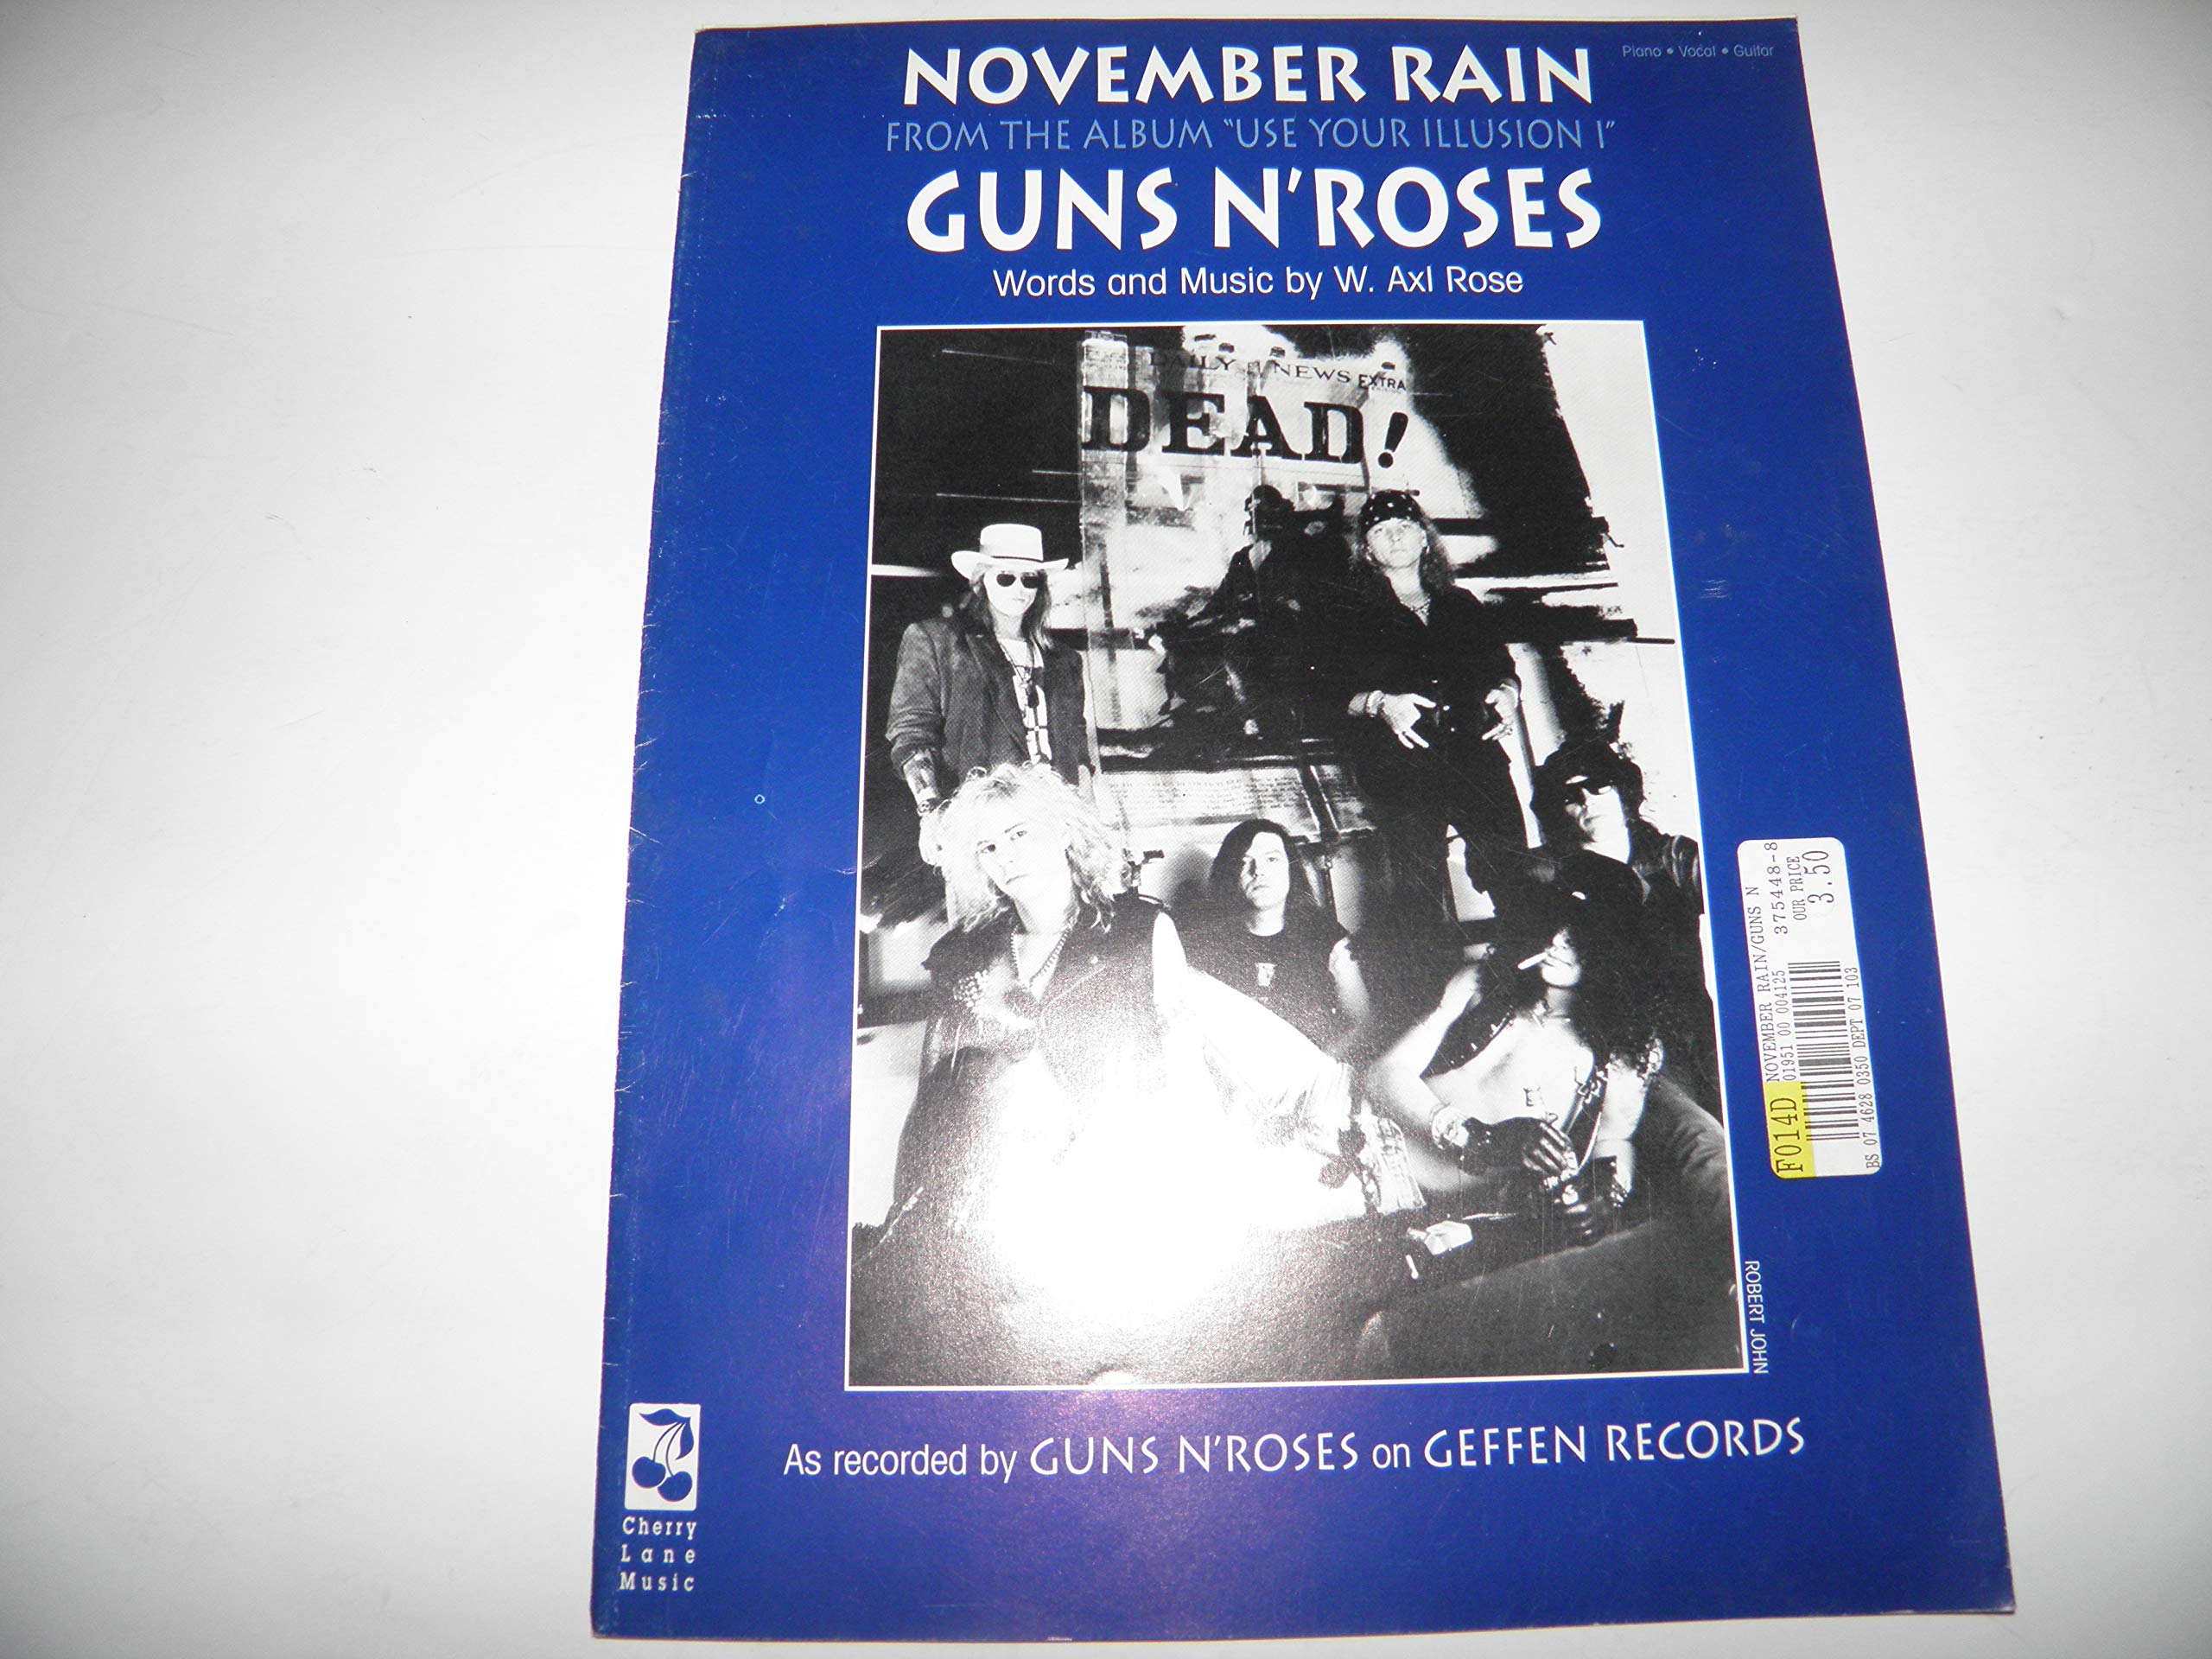 NOVEMBER RAIN
Piano • Vocal • Guitar
FROM THE ALBUM "USE YOUR ILLUSION I"
GUNS N'ROSES
Words and Music by W. Axl Rose
DAILY NEWS EXTRA
DEAD!
F014D
NOVEMBER RAIN/GUNS N
01951 00 004125 375448-8
OUR PRICE
3.50
BS 07 4628 0350 DEPT 07 103
ROBERT JOHN
As recorded by GUNS N'ROSES on GEFFEN RECORDS
Cherry
Lane
Music